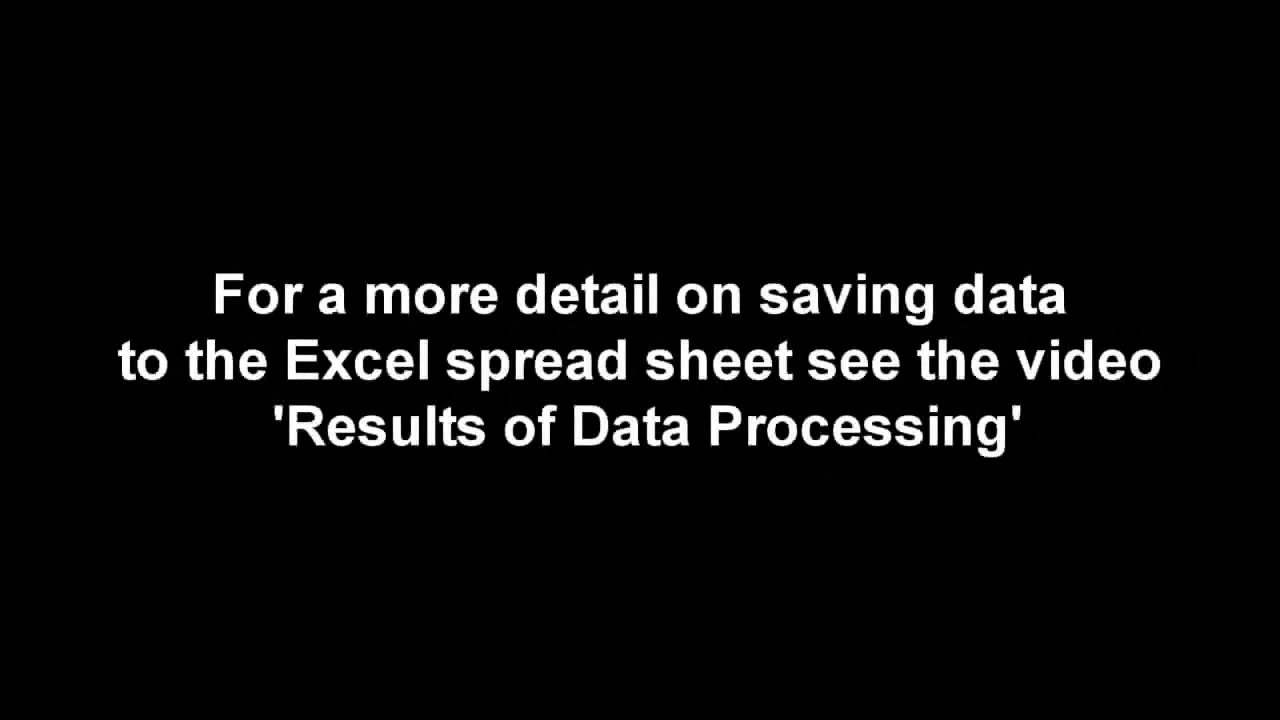 For a more detail on saving data
to the Excel spread sheet see the video
'Results of Data Processing'